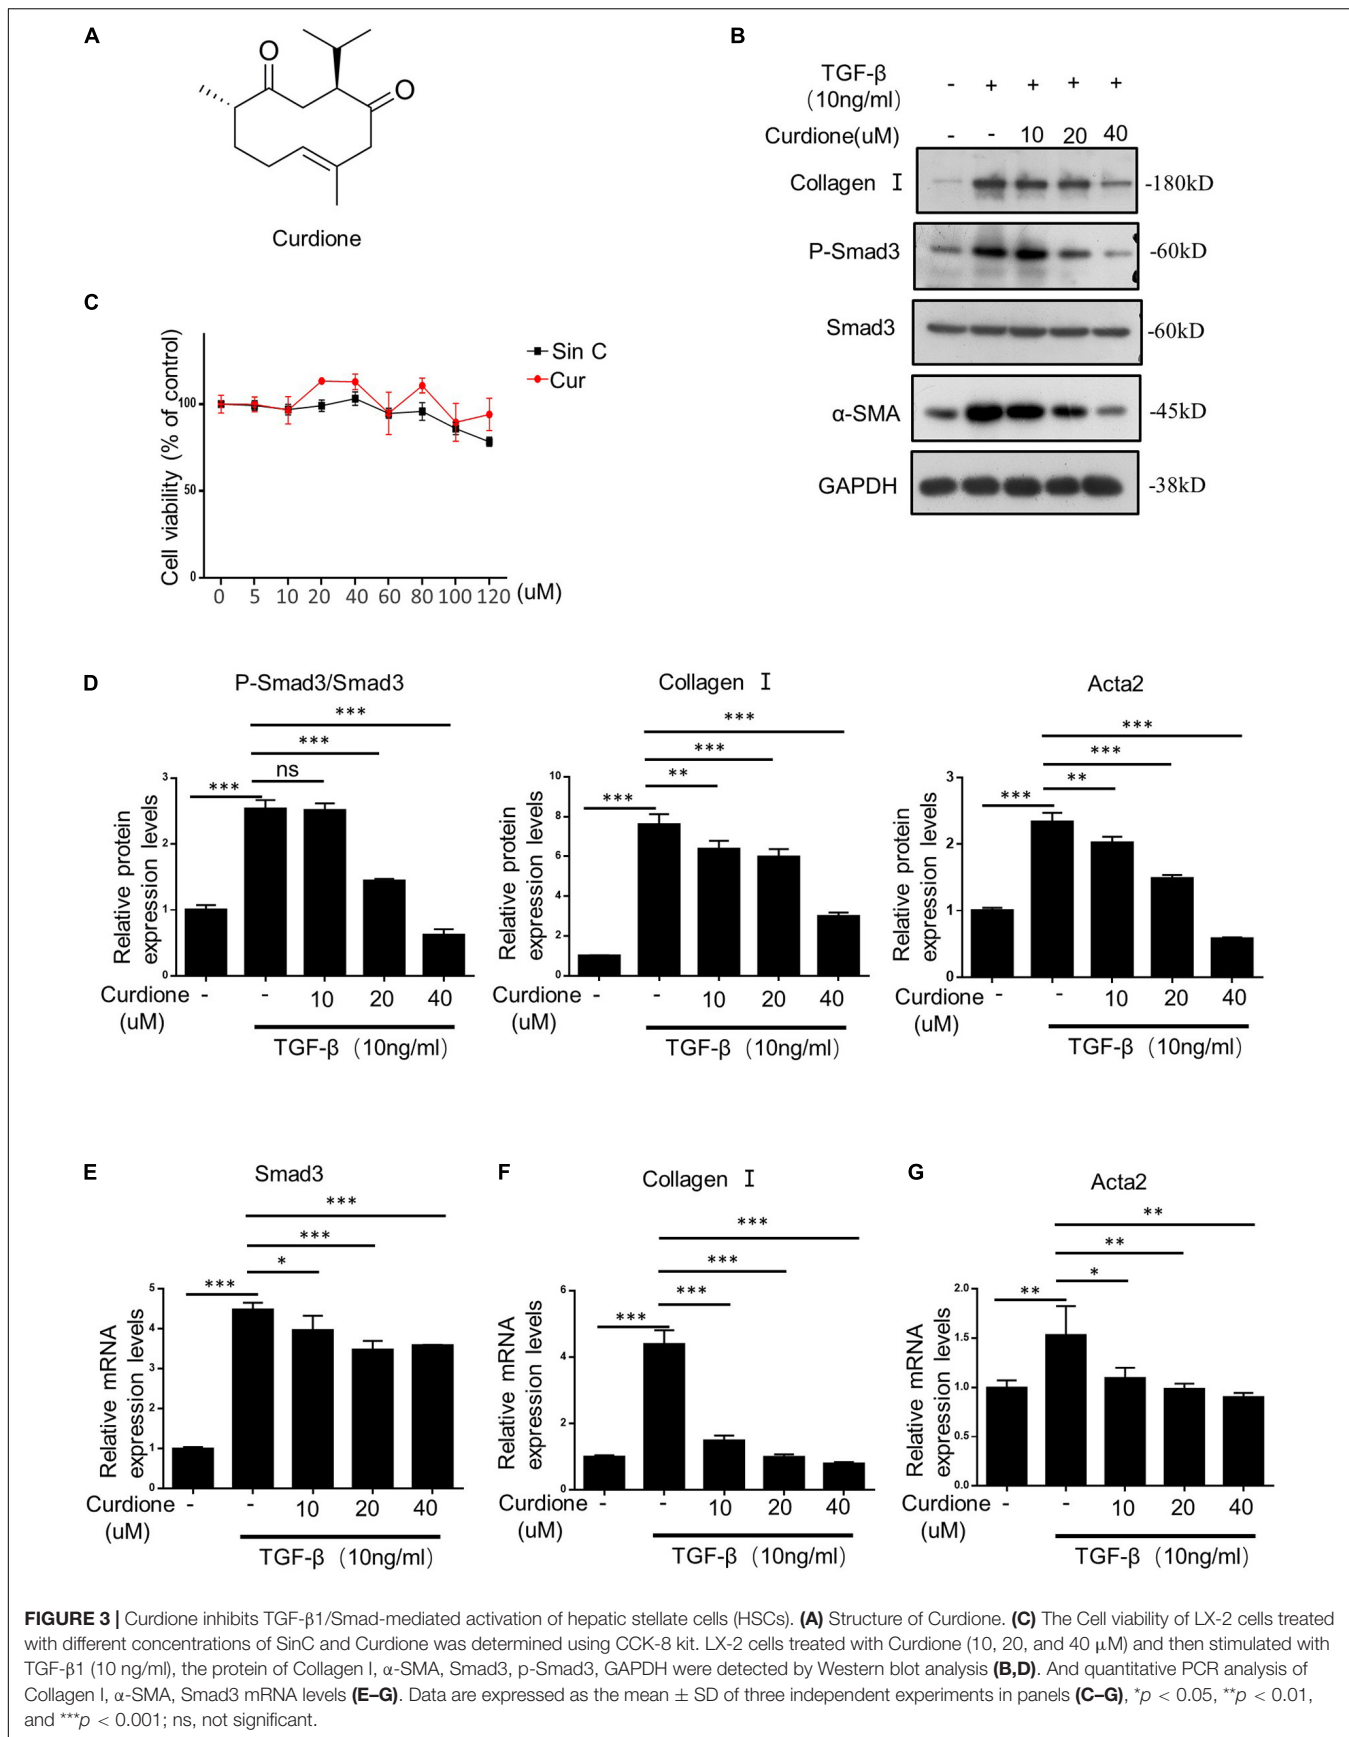 A
O
O
Curdione
B
TGF-β
(10ng/ml)
- + + + +
Curdione(uM) - - 10 20 40
Collagen I -180kD
P-Smad3 -60kD
Smad3 -60kD
α-SMA -45kD
GAPDH -38kD
C
Cell viability (% of control)
100
50
0
0 5 10 20 40 60 80 100 120 (uM)
Sin C
Cur
D
P-Smad3/Smad3
***
***
ns
***
Relative protein
expression levels
3
2
1
0
Curdione - - 10 20 40
(uM)
TGF-β (10ng/ml)
Collagen I
***
***
**
***
Relative protein
expression levels
10
8
6
4
2
0
Curdione - - 10 20 40
(uM)
TGF-β (10ng/ml)
Acta2
***
***
**
***
Relative protein
expression levels
3
2
1
0
Curdione - - 10 20 40
(uM)
TGF-β (10ng/ml)
E
Smad3
***
***
*
***
Relative mRNA
expression levels
5
4
3
2
1
0
Curdione - - 10 20 40
(uM)
TGF-β (10ng/ml)
F
Collagen I
***
***
***
***
Relative mRNA
expression levels
6
4
2
0
Curdione - - 10 20 40
(uM)
TGF-β (10ng/ml)
G
Acta2
**
**
*
**
Relative mRNA
expression levels
2.0
1.5
1.0
0.5
0.0
Curdione - - 10 20 40
(uM)
TGF-β (10ng/ml)
FIGURE 3 | Curdione inhibits TGF-β1/Smad-mediated activation of hepatic stellate cells (HSCs). (A) Structure of Curdione. (C) The Cell viability of LX-2 cells treated
with different concentrations of SinC and Curdione was determined using CCK-8 kit. LX-2 cells treated with Curdione (10, 20, and 40 μM) and then stimulated with
TGF-β1 (10 ng/ml), the protein of Collagen I, α-SMA, Smad3, p-Smad3, GAPDH were detected by Western blot analysis (B,D). And quantitative PCR analysis of
Collagen I, α-SMA, Smad3 mRNA levels (E–G). Data are expressed as the mean ± SD of three independent experiments in panels (C–G), *p < 0.05, **p < 0.01,
and ***p < 0.001; ns, not significant.